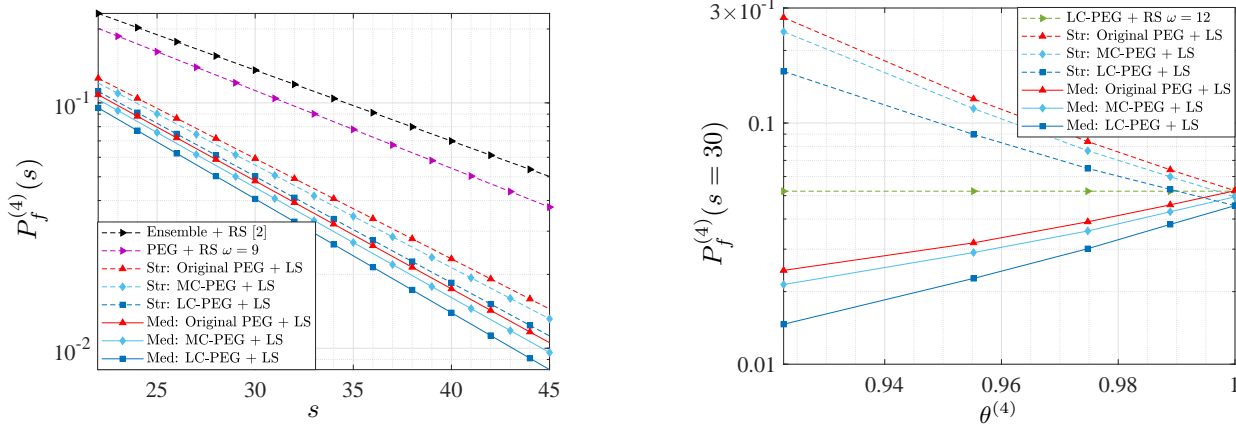 P_f^{(4)}(s)
10^{-1}
10^{-2}
Ensemble + RS [2]
PEG + RS ω = 9
Str: Original PEG + LS
Str: MC-PEG + LS
Str: LC-PEG + LS
Med: Original PEG + LS
Med: MC-PEG + LS
Med: LC-PEG + LS
25 30 35 40 45
s
P_f^{(4)}(s = 30)
3×10^{-1}
0.1
0.01
LC-PEG + RS ω = 12
Str: Original PEG + LS
Str: MC-PEG + LS
Str: LC-PEG + LS
Med: Original PEG + LS
Med: MC-PEG + LS
Med: LC-PEG + LS
0.94 0.96 0.98 1
θ^{(4)}